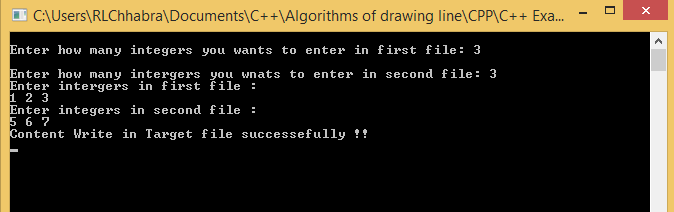 C:\Users\RLChhabra\Documents\C++\Algorithms of drawing line\CPP\C++ Exa...
Enter how many integers you wants to enter in first file: 3
Enter how many intergers you wnats to enter in second file: 3
Enter intergers in first file :
1 2 3
Enter integers in second file :
5 6 7
Content Write in Target file successefully !!